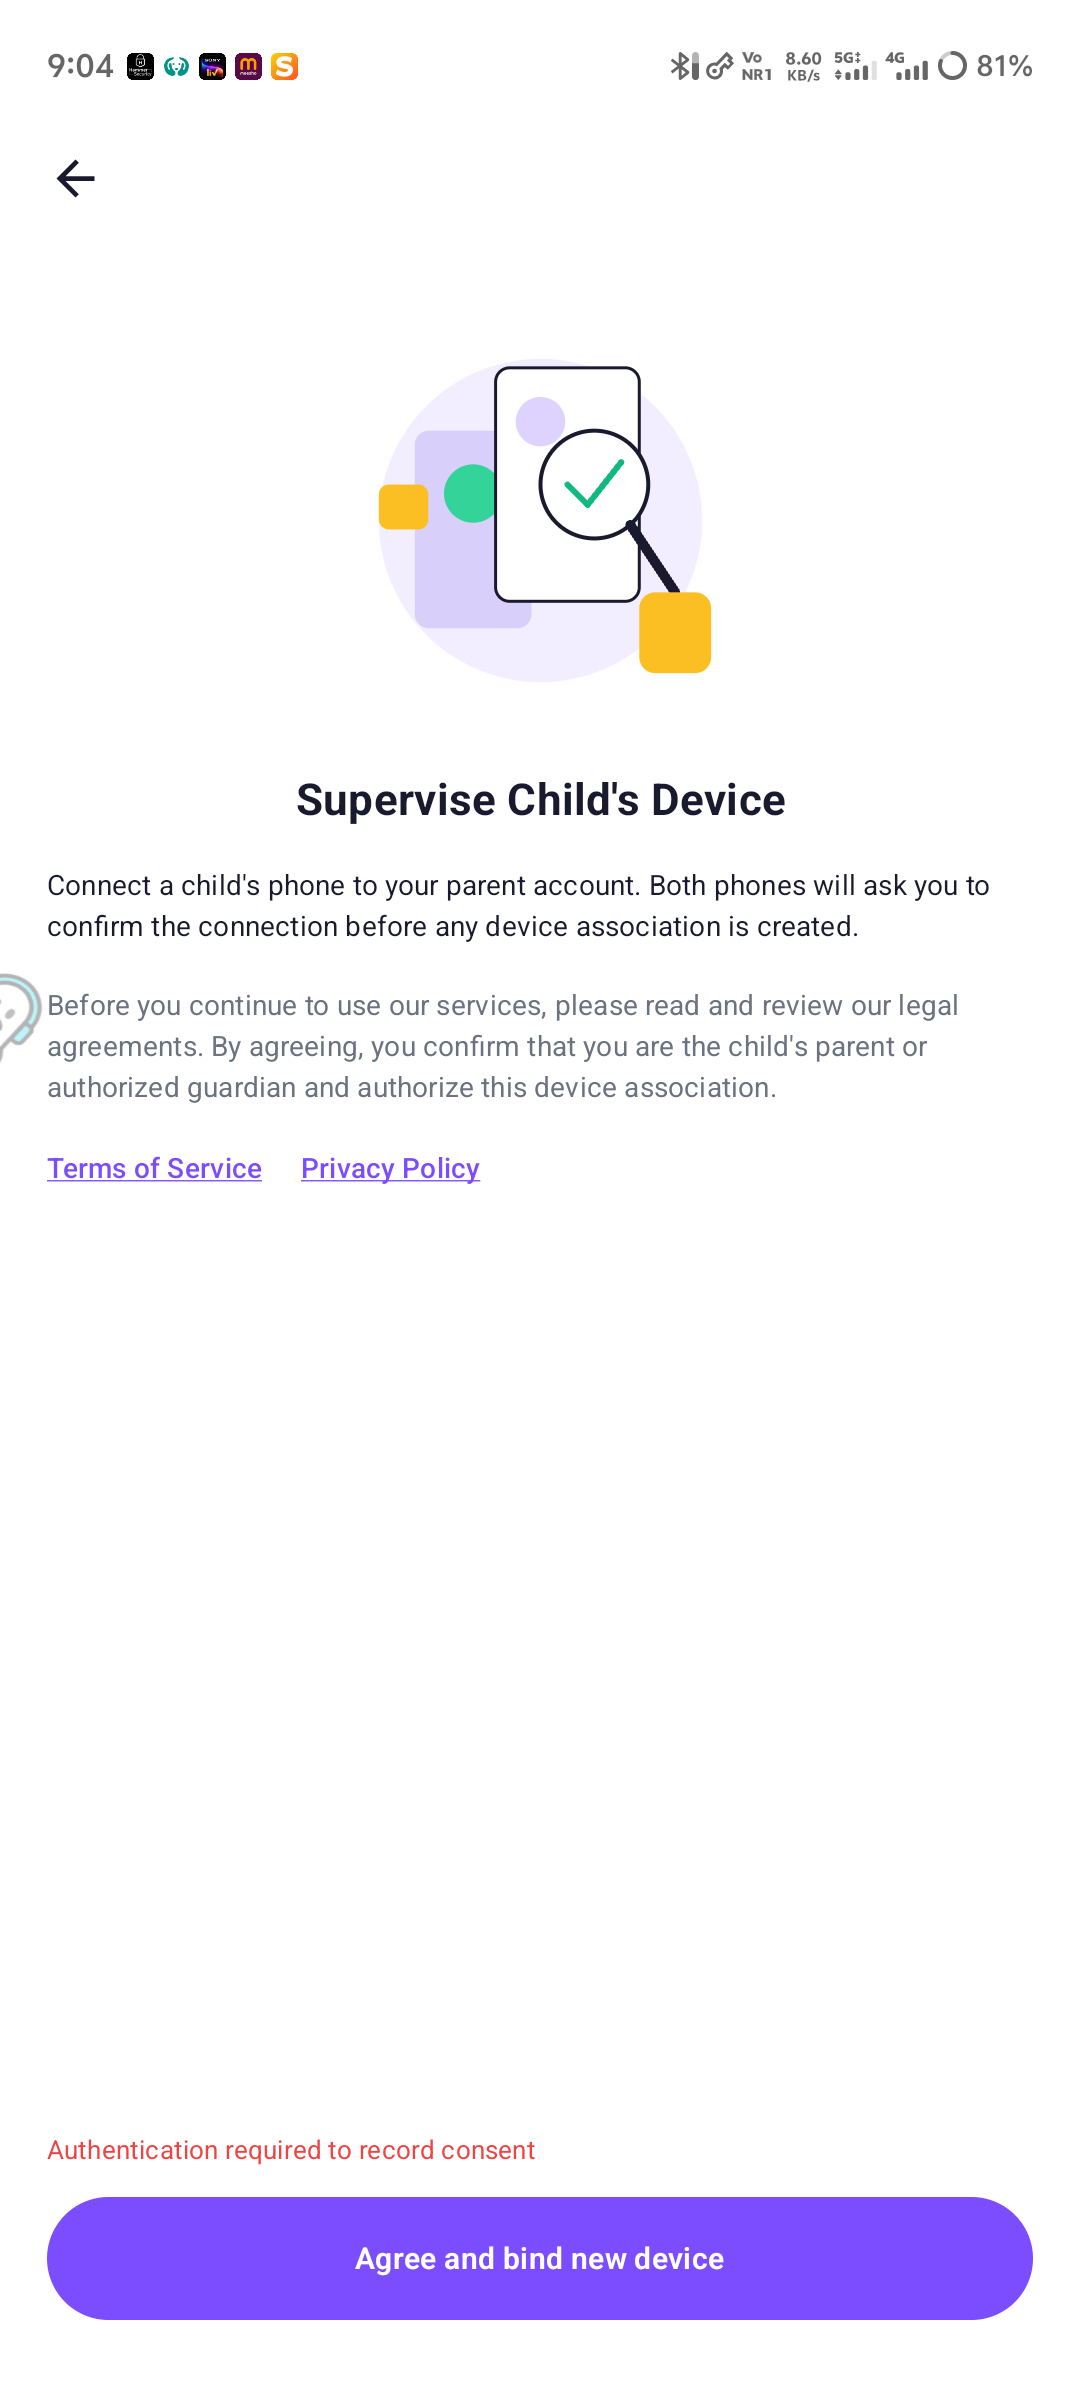 9:04
Vo
NR1
8.60
KB/s
5G
4G
81%
Supervise Child's Device
Connect a child's phone to your parent account. Both phones will ask you to
confirm the connection before any device association is created.
Before you continue to use our services, please read and review our legal
agreements. By agreeing, you confirm that you are the child's parent or
authorized guardian and authorize this device association.
Terms of Service Privacy Policy
Authentication required to record consent
Agree and bind new device